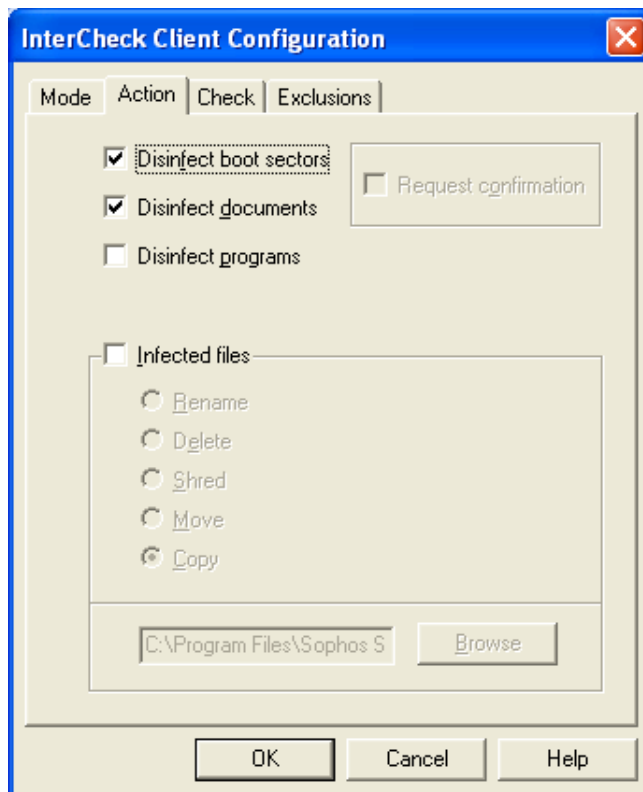 InterCheck Client Configuration
Mode Action Check Exclusions
Disinfect boot sectors
Request confirmation
Disinfect documents
Disinfect programs
Infected files
Rename
Delete
Shred
Move
Copy
C:\Program Files\Sophos S Browse
OK Cancel Help